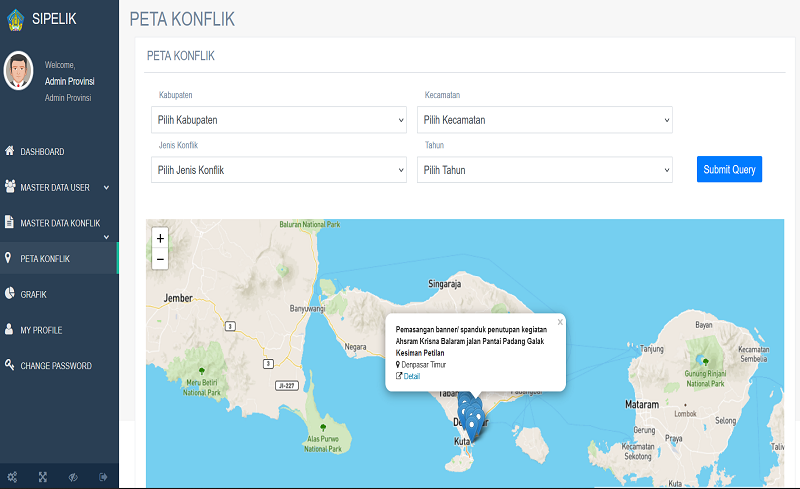 SIPELIK
Welcome,
Admin Provinsi
Admin Provinsi
DASHBOARD
MASTER DATA USER
MASTER DATA KONFLIK
PETA KONFLIK
GRAFIK
MY PROFILE
CHANGE PASSWORD
PETA KONFLIK
PETA KONFLIK
Kabupaten
Kecamatan
Pilih Kabupaten
Pilih Kecamatan
Jenis Konflik
Tahun
Pilih Jenis Konflik
Pilih Tahun
Submit Query
+
−
Baluran National Park
Jember
Banyuwangi
3
3
JI-227
Meru Betiri
National Park
Alas Purwo
National Park
Singaraja
Negara
Pemasangan banner/ spanduk penutupan kegiatan
Ahsram Krisna Balaram jalan Pantai Padang Galak
Kesiman Petilan
Denpasar Timur
Detail
×
Kuta
Bayan
Tanjung
Kecamatan
Sembelia
Gunung Rinjani
National Park
Mataram
Lombok
Selong
Gerung
Praya
Kecamatan
Sekotong
Kuta